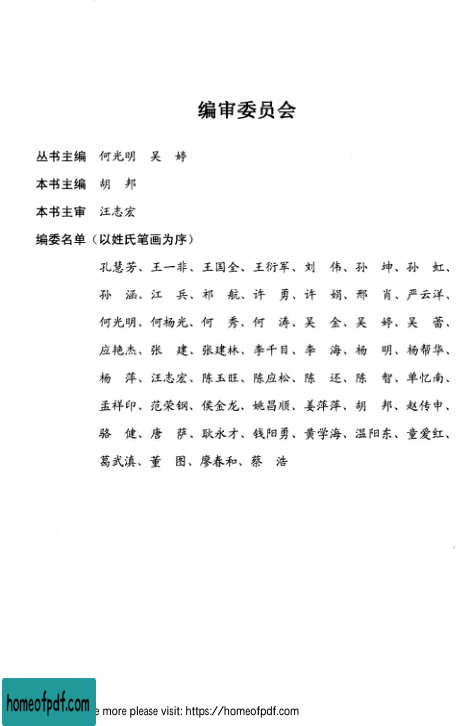 编审委员会
丛书主编 何光明 吴 婷
本书主编 胡 邦
本书主审 汪志宏
编委名单（以姓氏笔画为序）
孔慧芳、王一非、王国全、王衍军、刘 伟、孙 坤、孙 虹、
孙 涵、江 兵、祁 航、许 勇、许 娟、邢 肖、严云洋、
何光明、何杨光、何 秀、何 涛、吴 金、吴 婷、吴 蕾、
应艳杰、张 建、张建林、李千目、李 海、杨 明、杨帮华、
杨 萍、汪志宏、陈玉旺、陈应松、陈 还、陈 智、单忆南、
孟祥印、范荣钢、侯金龙、姚昌顺、姜萍萍、胡 邦、赵传申、
骆 健、唐 萨、耿永才、钱阳勇、黄学海、温阳东、童爱红、
葛武滇、董 图、廖春和、蔡 浩
homeofpdf.com
e more please visit: https://homeofpdf.com